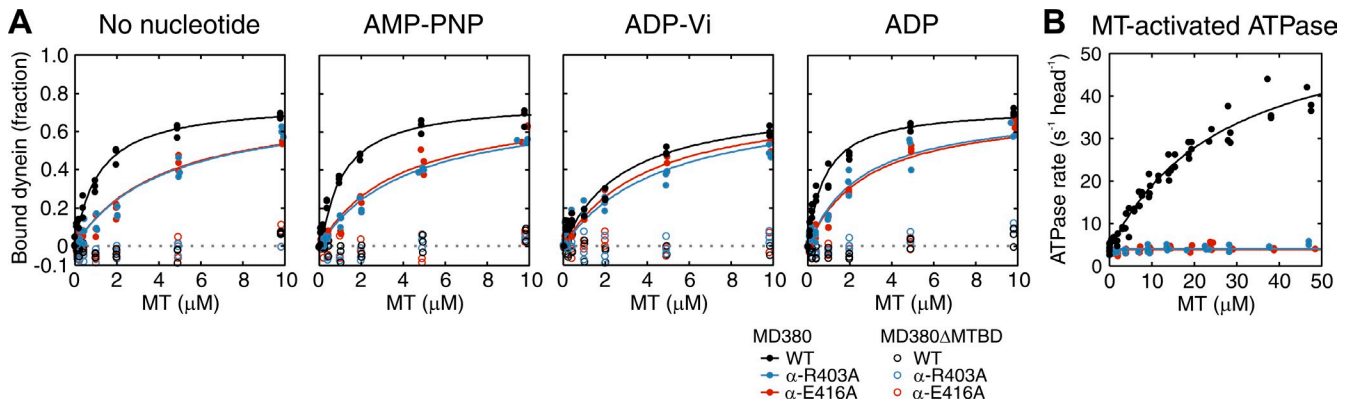 A
No nucleotide
AMP-PNP
ADP-Vi
ADP
B
MT-activated ATPase
Bound dynein (fraction)
1.0
0.8
0.6
0.4
0.2
0
-0.1
0 2 4 6 8 10
MT (μM)
0 2 4 6 8 10
MT (μM)
0 2 4 6 8 10
MT (μM)
0 2 4 6 8 10
MT (μM)
ATPase rate (s⁻¹ head⁻¹)
50
40
30
20
10
0
0 10 20 30 40 50
MT (μM)
MD380
WT
α-R403A
α-E416A
MD380ΔMTBD
WT
α-R403A
α-E416A